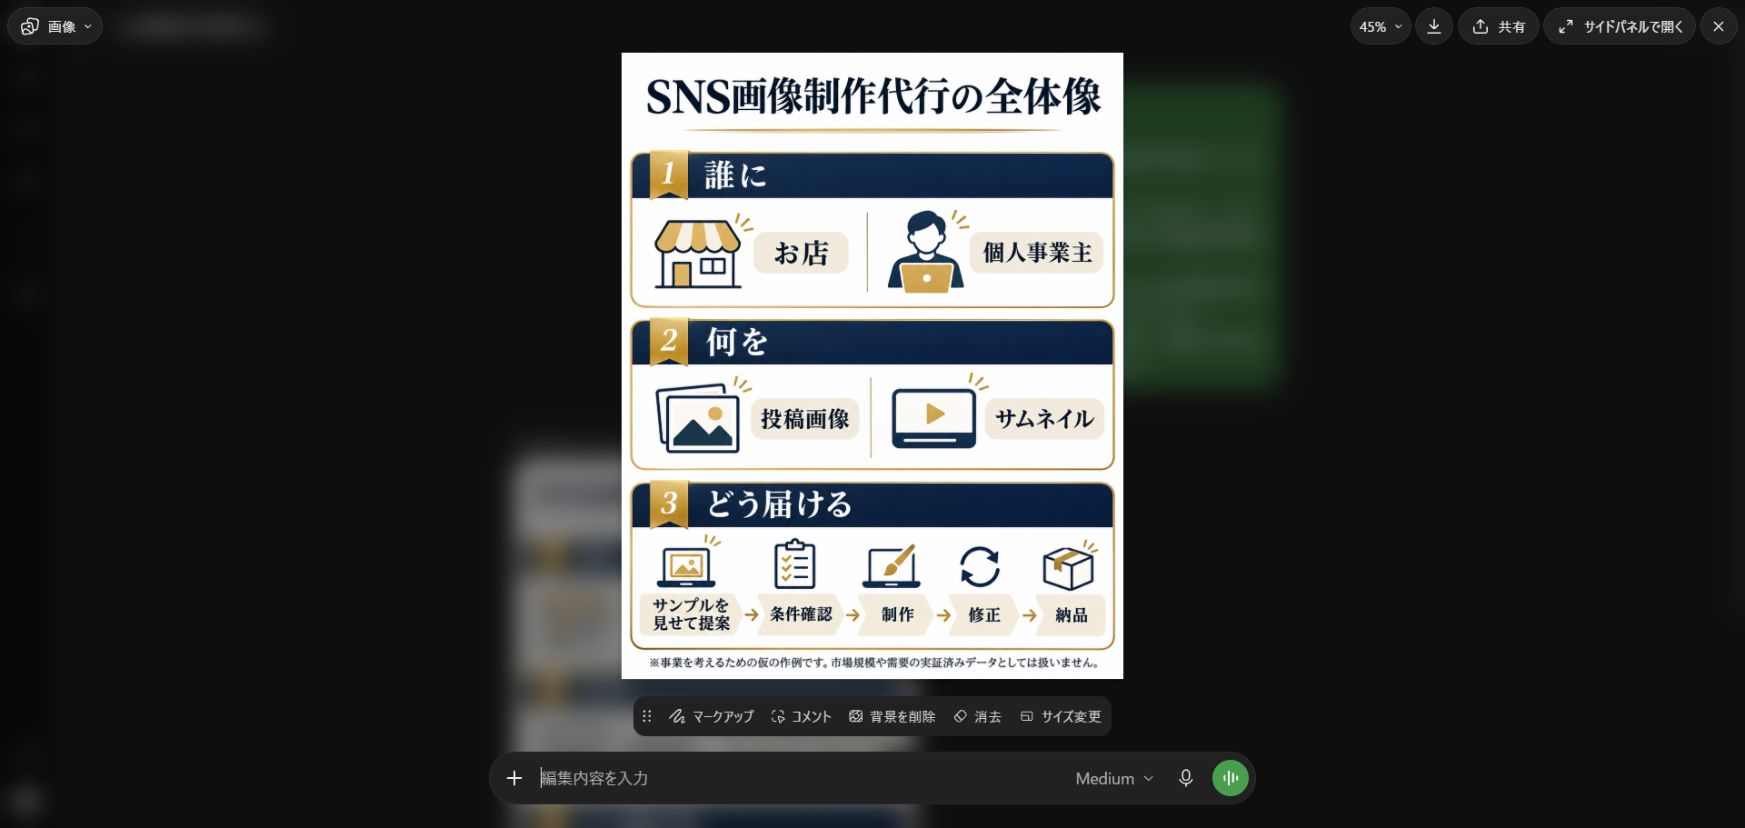 画像
45%
共有
サイドパネルで開く
SNS画像制作代行の全体像
1 誰に
お店
個人事業主
2 何を
投稿画像
サムネイル
3 どう届ける
サンプルを
見せて提案
条件確認
制作
修正
納品
※事業を考えるための仮の作例です。市場規模や需要の実証済みデータとしては扱いません。
マークアップ
コメント
背景を削除
消去
サイズ変更
編集内容を入力
Medium